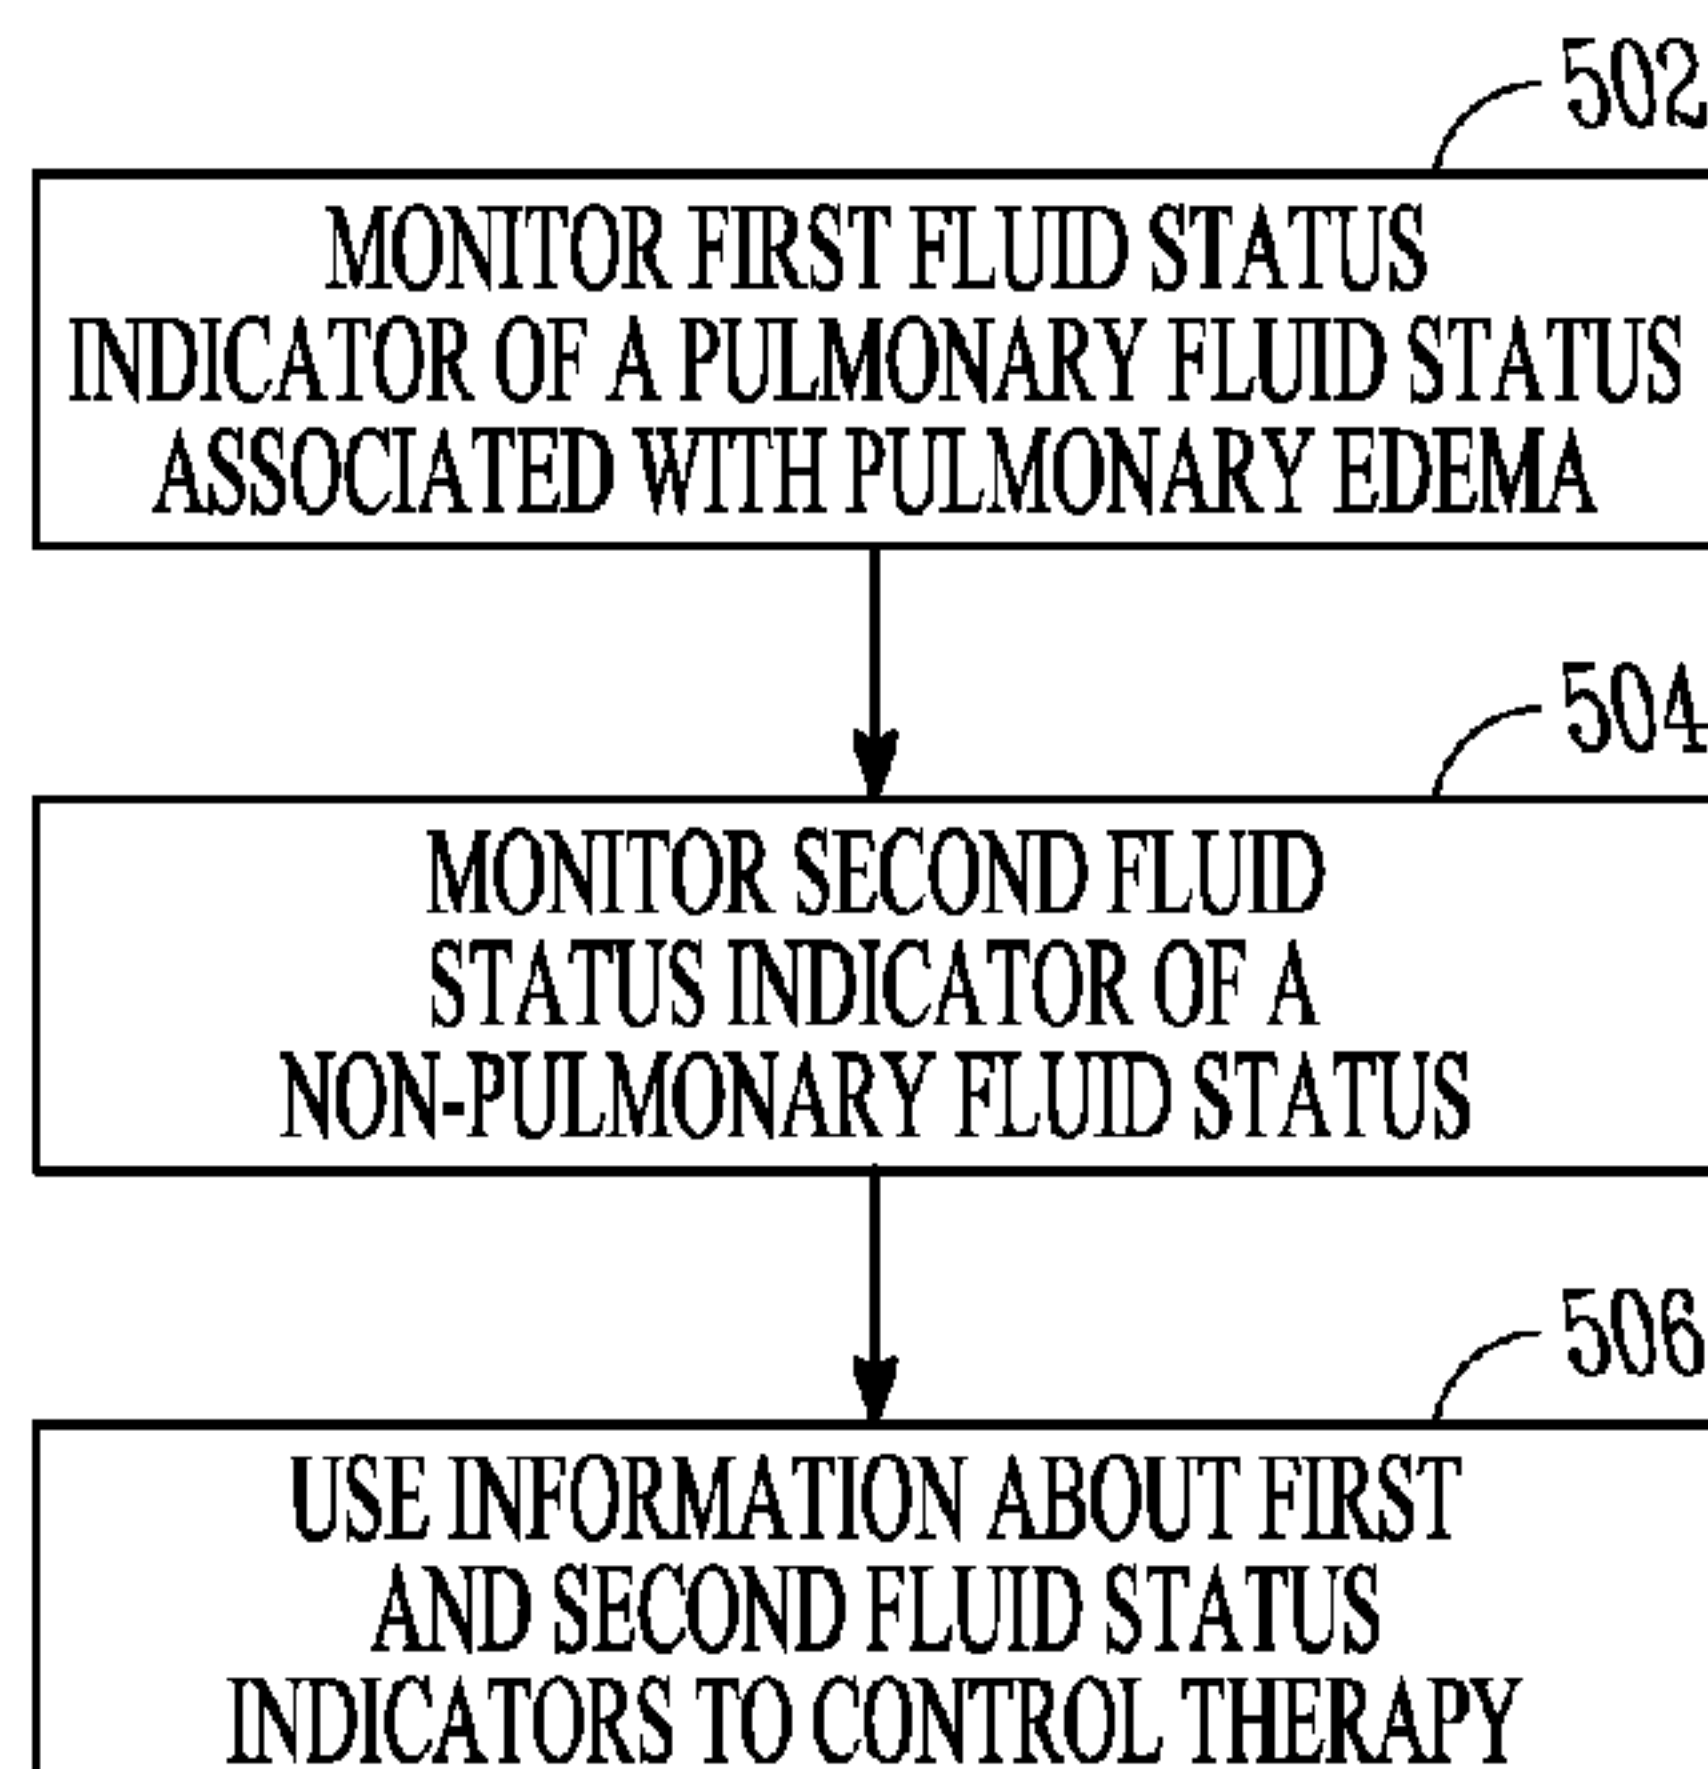 502
MONITOR FIRST FLUID STATUS
INDICATOR OF A PULMONARY FLUID STATUS
ASSOCIATED WITH PULMONARY EDEMA
504
MONITOR SECOND FLUID
STATUS INDICATOR OF A
NON-PULMONARY FLUID STATUS
506
USE INFORMATION ABOUT FIRST
AND SECOND FLUID STATUS
INDICATORS TO CONTROL THERAPY